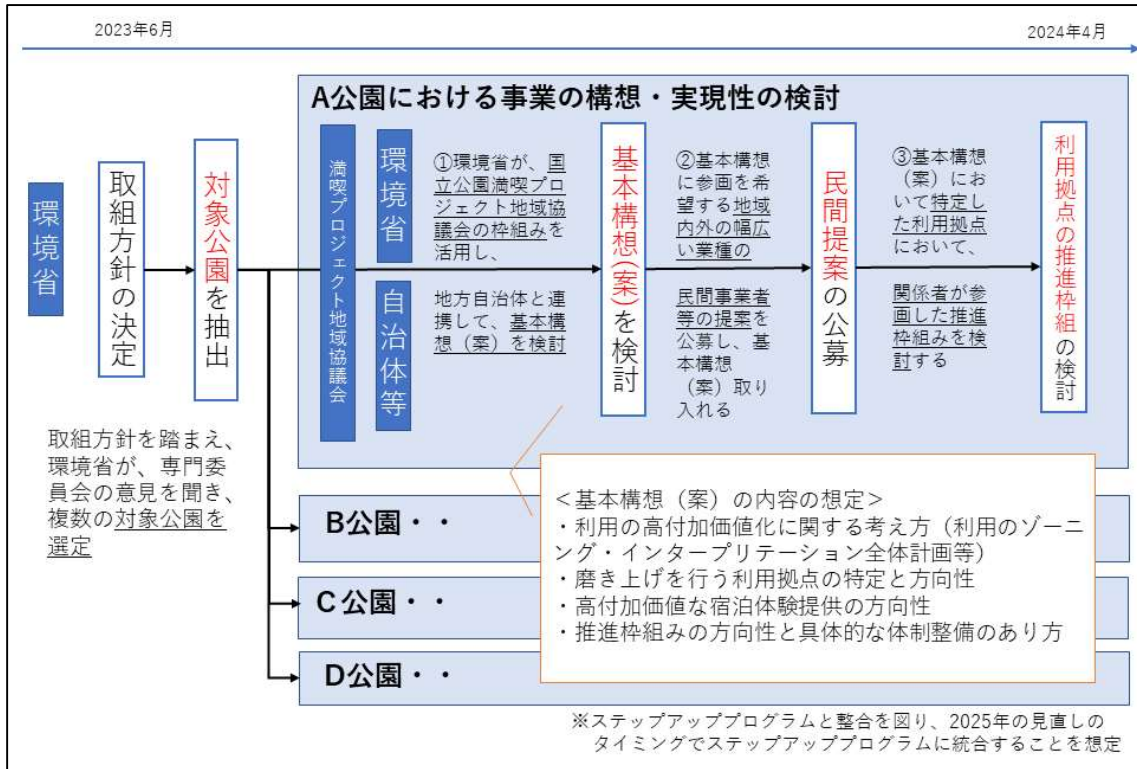 2023年6月
2024年4月
環境省
取組方針の決定
対象公園を抽出
取組方針を踏まえ、
環境省が、専門委
員会の意見を聞き、
複数の対象公園を
選定
A公園における事業の構想・実現性の検討
満喫プロジェクト地域協議会
環境省
自治体等
①環境省が、国
立公園満喫プロ
ジェクト地域協
議会の枠組みを
活用し、
地方自治体と連
携して、基本構
想（案）を検討
基本構想(案)を検討
②基本構想
に参画を希
望する地域
内外の幅広
い業種の
民間事業者
等の提案を
公募し、基
本構想
（案）取り
入れる
民間提案の公募
③基本構想
（案）にお
いて特定し
た利用拠点
において、
関係者が参
画した推進
枠組みを検
討する
利用拠点の推進枠組の検討
B公園・・
C公園・・
D公園・・
＜基本構想（案）の内容の想定＞
・利用の高付加価値化に関する考え方（利用のゾーニ
ング・インタープリテーション全体計画等）
・磨き上げを行う利用拠点の特定と方向性
・高付加価値な宿泊体験提供の方向性
・推進枠組みの方向性と具体的な体制整備のあり方
※ステップアッププログラムと整合を図り、2025年の見直しの
タイミングでステップアッププログラムに統合することを想定